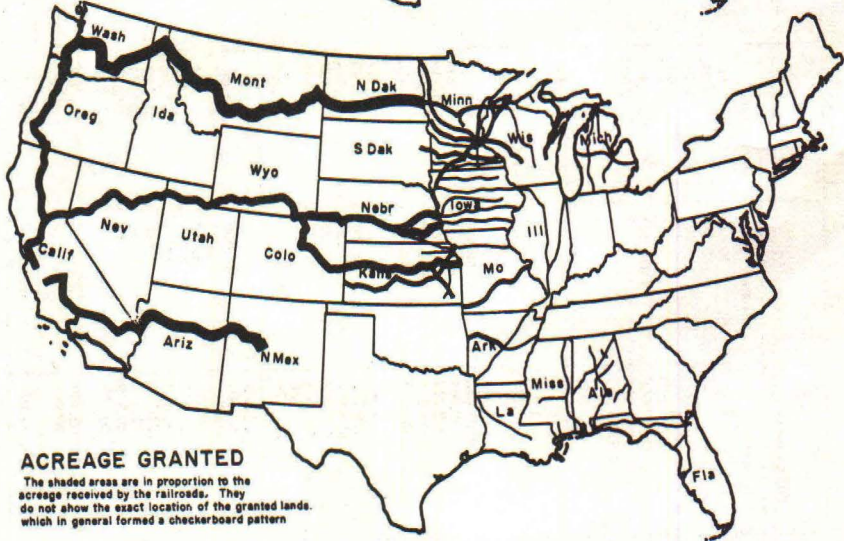 Wash
Mont
N Dak
Minn
Oreg
Ida
S Dak
Wis
Mich
Wyo
Nebr
Iowa
Nev
Utah
Colo
Ill
Calif
Kans
Mo
Ariz
N Mex
Ark
Miss
Ala
La
Fla
ACREAGE GRANTED
The shaded areas are in proportion to the
acreage received by the railroads. They
do not show the exact location of the granted lands.
which in general formed a checkerboard pattern